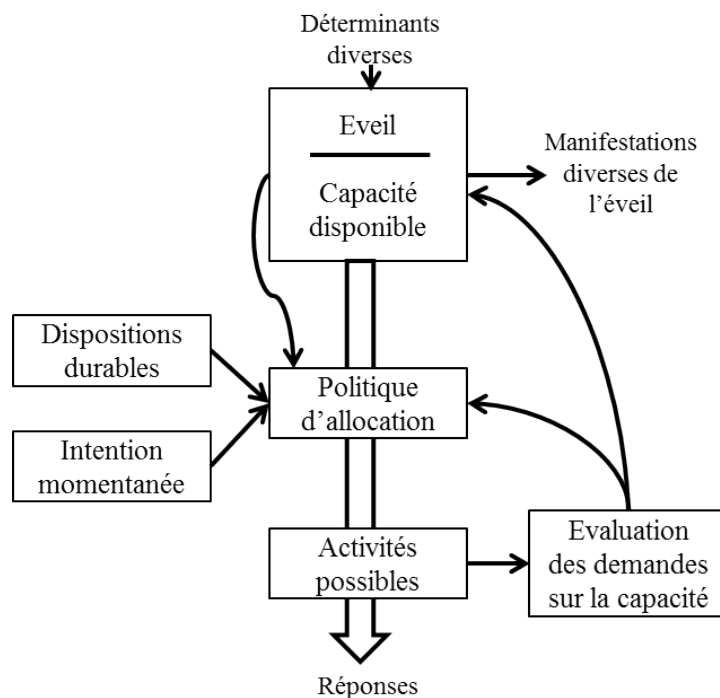 Déterminants
diverses
Eveil
Capacité
disponible
Manifestations
diverses de
l’éveil
Dispositions
durables
Intention
momentanée
Politique
d’allocation
Activités
possibles
Evaluation
des demandes
sur la capacité
Réponses